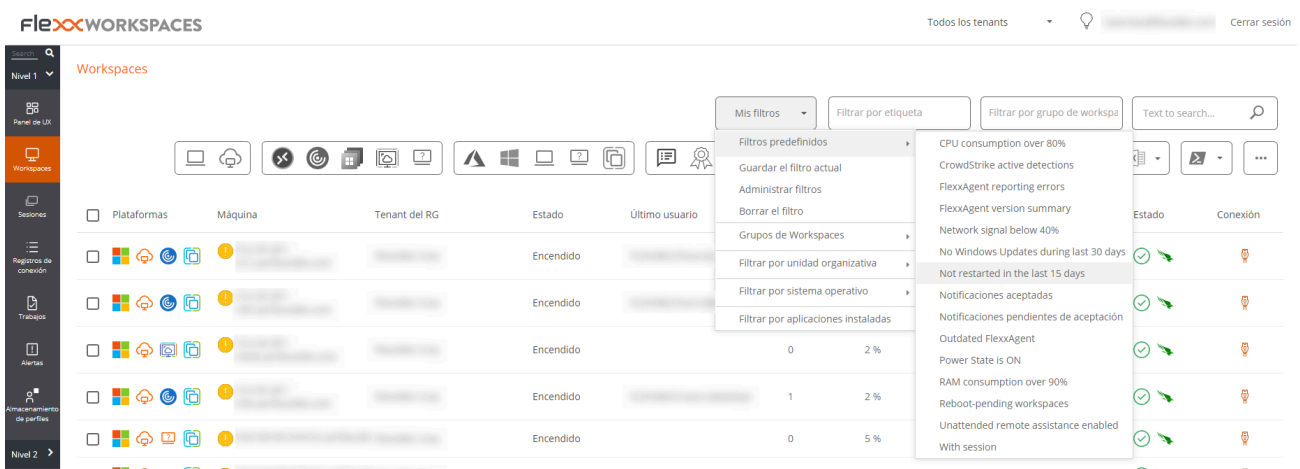 FlexxWORKSPACES
Todos los tenants
Cerrar sesión
Search
Nivel 1
Panel de UX
Workspaces
Sesiones
Registros de
conexión
Trabajos
Alertas
Almacenamiento
de perfiles
Nivel 2
Workspaces
Mis filtros
Filtrar por etiqueta
Filtrar por grupo de workspa
Text to search...
Filtros predefinidos
Guardar el filtro actual
Administrar filtros
Borrar el filtro
Grupos de Workspaces
Filtrar por unidad organizativa
Filtrar por sistema operativo
Filtrar por aplicaciones instaladas
CPU consumption over 80%
CrowdStrike active detections
FlexxAgent reporting errors
FlexxAgent version summary
Network signal below 40%
No Windows Updates during last 30 days
Not restarted in the last 15 days
Notificaciones aceptadas
Notificaciones pendientes de aceptación
Outdated FlexxAgent
Power State is ON
RAM consumption over 90%
Reboot-pending workspaces
Unattended remote assistance enabled
With session
Plataformas Máquina Tenant del RG Estado Último usuario Estado Conexión
Encendido
Encendido
Encendido 0 2 %
Encendido 1 2 %
Encendido 0 5 %